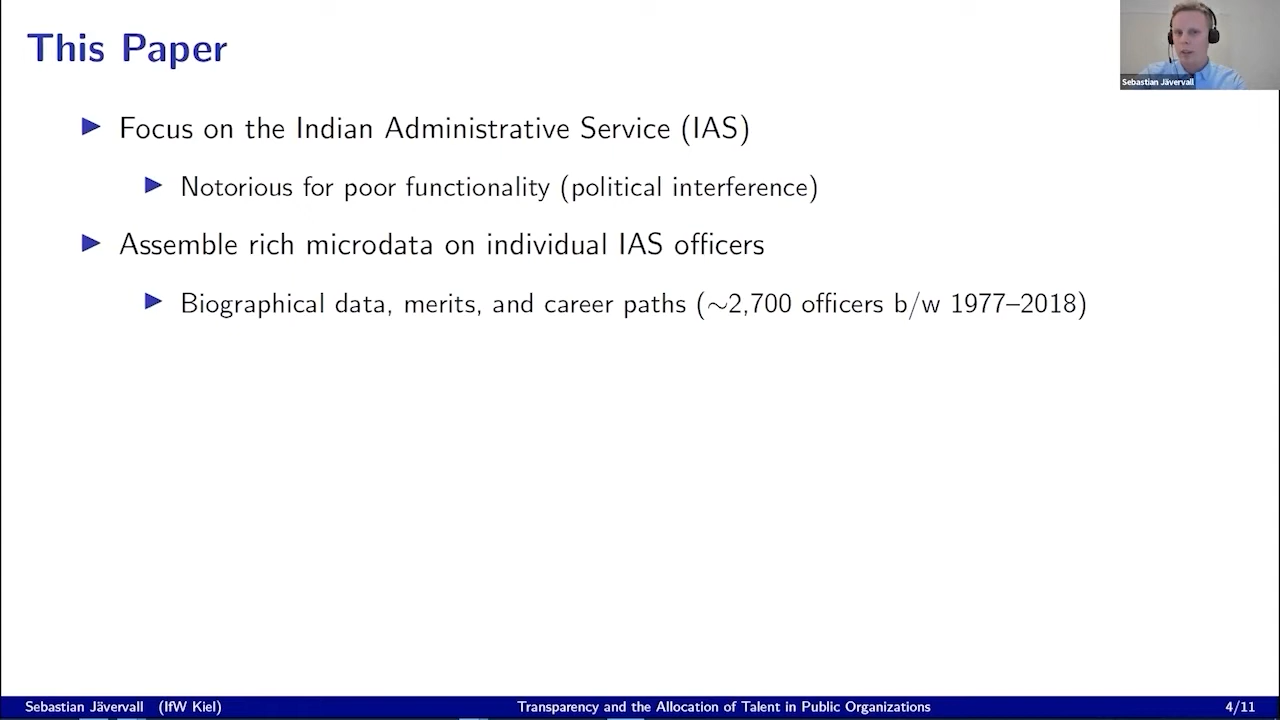 This Paper
Sebastian Jävervall
▶ Focus on the Indian Administrative Service (IAS)
▶ Notorious for poor functionality (political interference)
▶ Assemble rich microdata on individual IAS officers
▶ Biographical data, merits, and career paths (~2,700 officers b/w 1977–2018)
Sebastian Jävervall (IfW Kiel) Transparency and the Allocation of Talent in Public Organizations 4/11